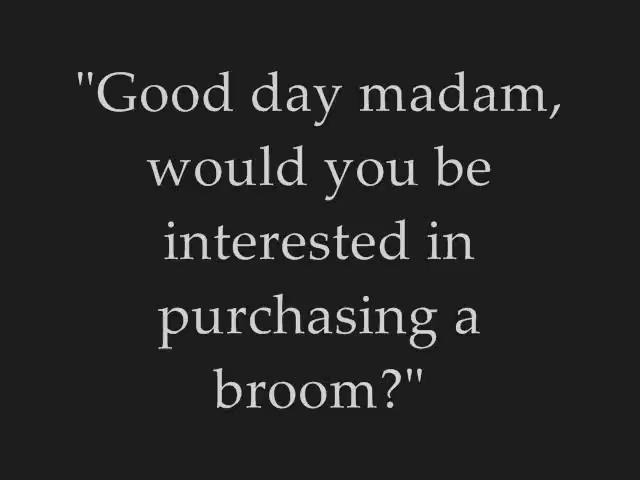 "Good day madam,
would you be
interested in
purchasing a
broom?"